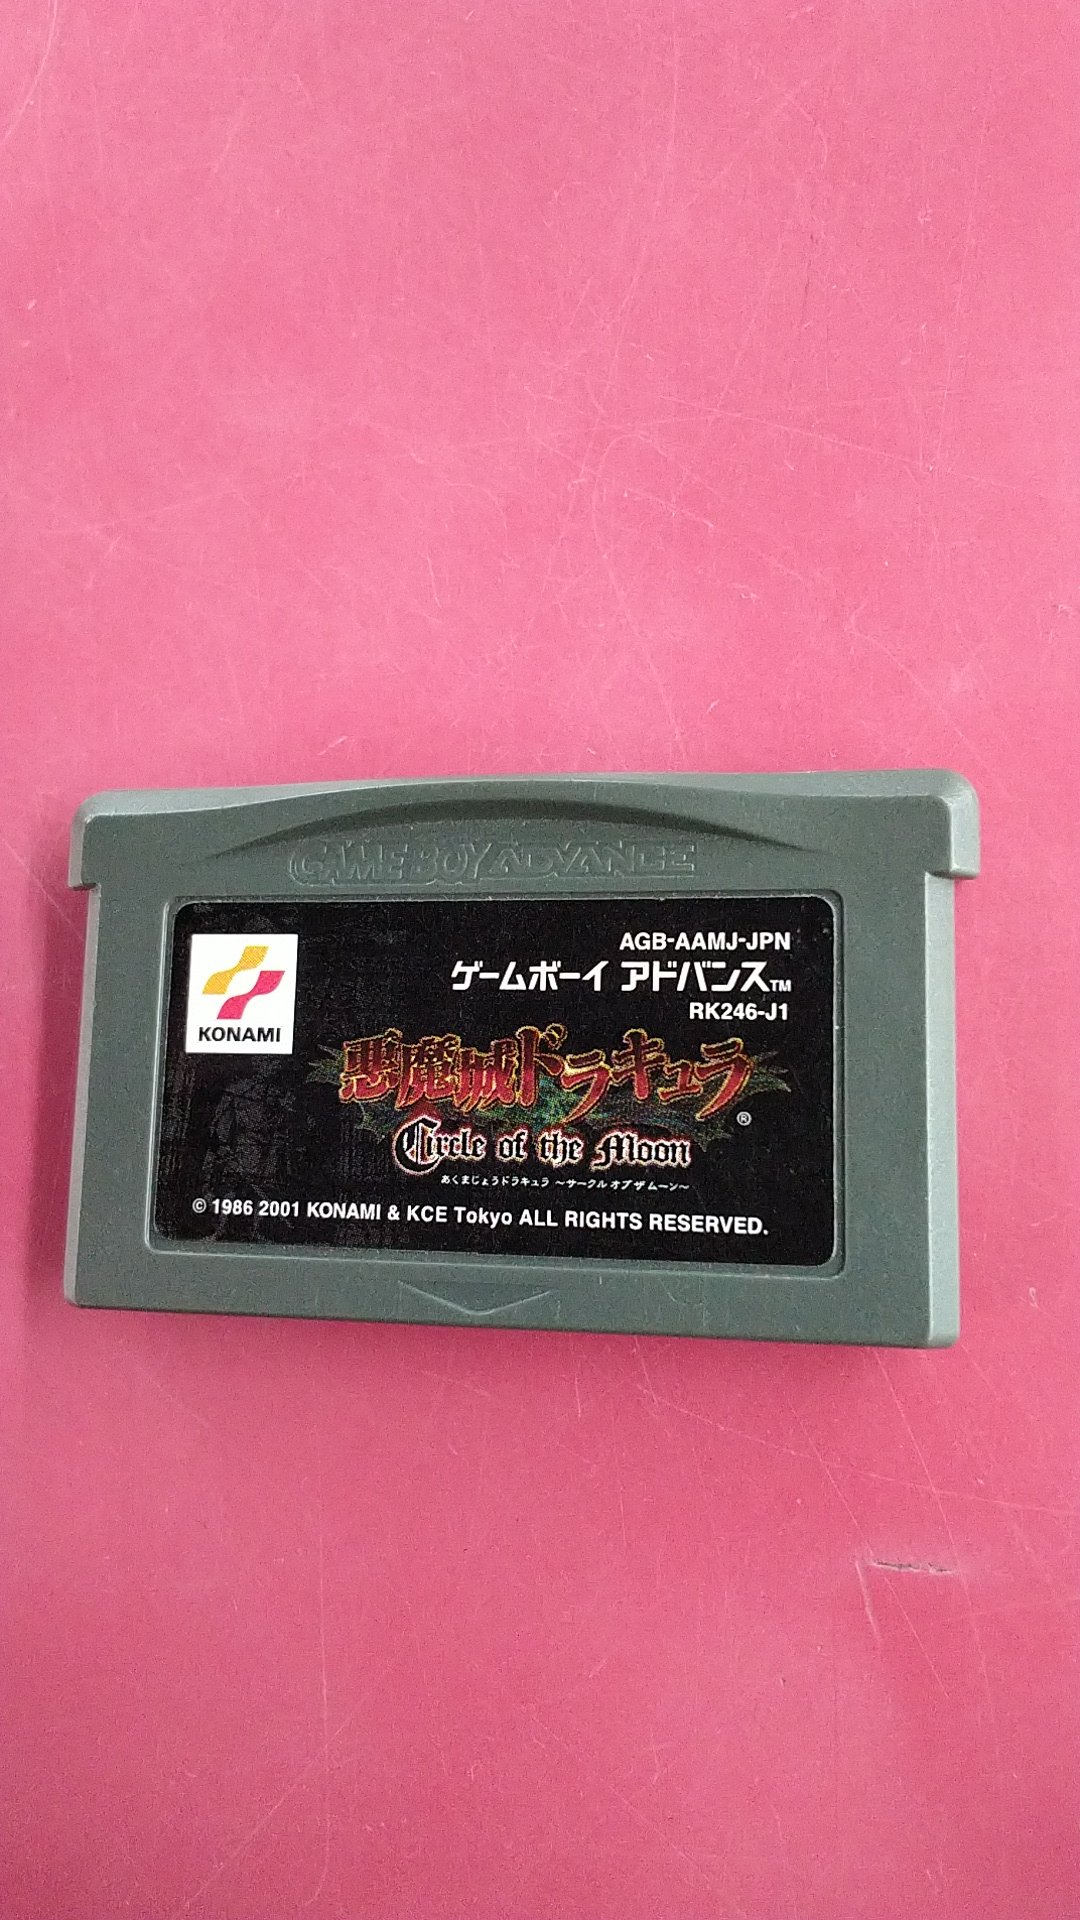 GAME BOY ADVANCE
KONAMI
AGB-AAMJ-JPN
ゲームボーイ アドバンス™
RK246-J1
悪魔城ドラキュラ®
Circle of the Moon
あくまじょうドラキュラ ～サークル オブ ザ ムーン～
© 1986 2001 KONAMI & KCE Tokyo ALL RIGHTS RESERVED.